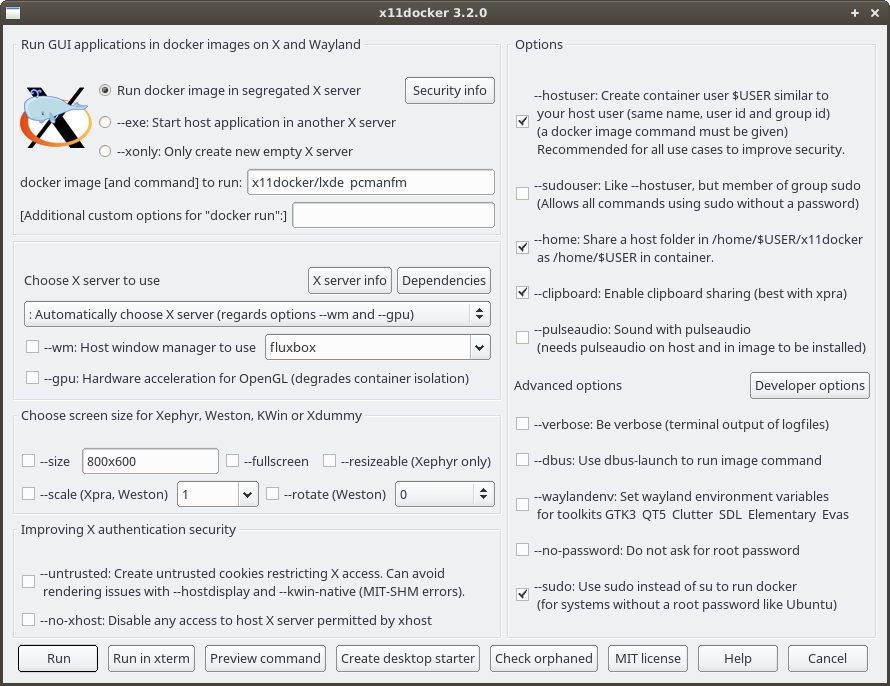 x11docker 3.2.0
Run GUI applications in docker images on X and Wayland
Run docker image in segregated X server
Security info
--exe: Start host application in another X server
--xonly: Only create new empty X server
docker image [and command] to run: x11docker/lxde pcmanfm
[Additional custom options for "docker run":]
Choose X server to use
X server info
Dependencies
: Automatically choose X server (regards options --wm and --gpu)
--wm: Host window manager to use fluxbox
--gpu: Hardware acceleration for OpenGL (degrades container isolation)
Choose screen size for Xephyr, Weston, KWin or Xdummy
--size 800x600 --fullscreen --resizeable (Xephyr only)
--scale (Xpra, Weston) 1 --rotate (Weston) 0
Improving X authentication security
--untrusted: Create untrusted cookies restricting X access. Can avoid
rendering issues with --hostdisplay and --kwin-native (MIT-SHM errors).
--no-xhost: Disable any access to host X server permitted by xhost
Options
--hostuser: Create container user $USER similar to
your host user (same name, user id and group id)
(a docker image command must be given)
Recommended for all use cases to improve security.
--sudouser: Like --hostuser, but member of group sudo
(Allows all commands using sudo without a password)
--home: Share a host folder in /home/$USER/x11docker
as /home/$USER in container.
--clipboard: Enable clipboard sharing (best with xpra)
--pulseaudio: Sound with pulseaudio
(needs pulseaudio on host and in image to be installed)
Advanced options
Developer options
--verbose: Be verbose (terminal output of logfiles)
--dbus: Use dbus-launch to run image command
--waylandenv: Set wayland environment variables
for toolkits GTK3 QT5 Clutter SDL Elementary Evas
--no-password: Do not ask for root password
--sudo: Use sudo instead of su to run docker
(for systems without a root password like Ubuntu)
Run
Run in xterm
Preview command
Create desktop starter
Check orphaned
MIT license
Help
Cancel